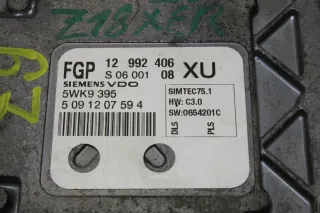 Z18XER
63
FGP 12 992 406 XU
S 06 001 08
SIEMENS VDO
5WK9 395
5 09 12 07 59 4
SIMTEC75.1
HW: C3.0
SW:0654201C
DLS
PLS